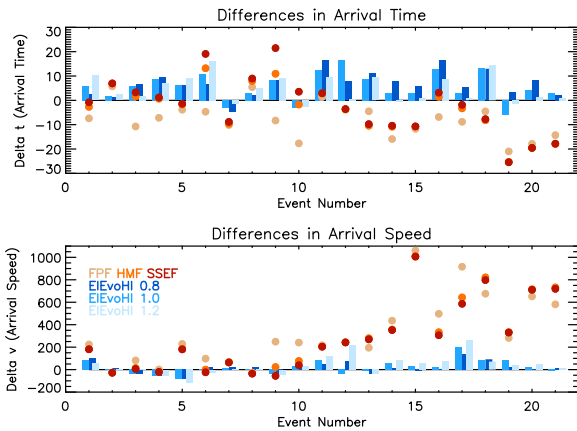 Differences in Arrival Time
Delta t (Arrival Time)
30
20
10
0
-10
-20
-30
0 5 10 15 20
Event Number
Differences in Arrival Speed
Delta v (Arrival Speed)
1000
800
600
400
200
0
-200
FPF HMF SSEF
ElEvoHI 0.8
ElEvoHI 1.0
ElEvoHI 1.2
0 5 10 15 20
Event Number